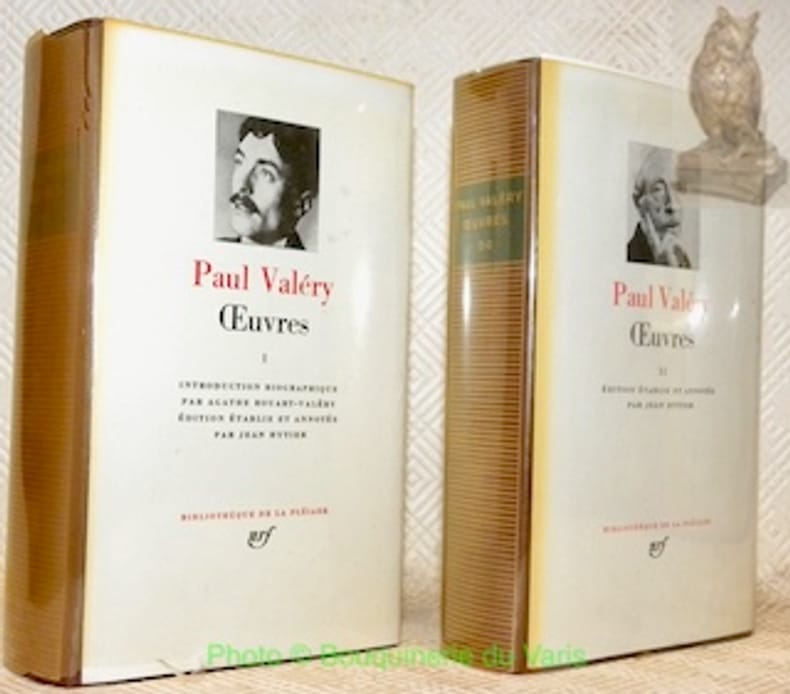 Paul Valéry
Œuvres
I
INTRODUCTION BIOGRAPHIQUE
PAR AGATHE ROUART-VALÉRY
ÉDITION ÉTABLIE ET ANNOTÉE
PAR JEAN HYTIER
BIBLIOTHÈQUE DE LA PLÉIADE
nrf
PAUL VALÉRY
ŒUVRES
Paul Valéry
Œuvres
II
ÉDITION ÉTABLIE ET ANNOTÉE
PAR JEAN HYTIER
BIBLIOTHÈQUE DE LA PLÉIADE
nrf
Photo © Bouquinerie du Varis